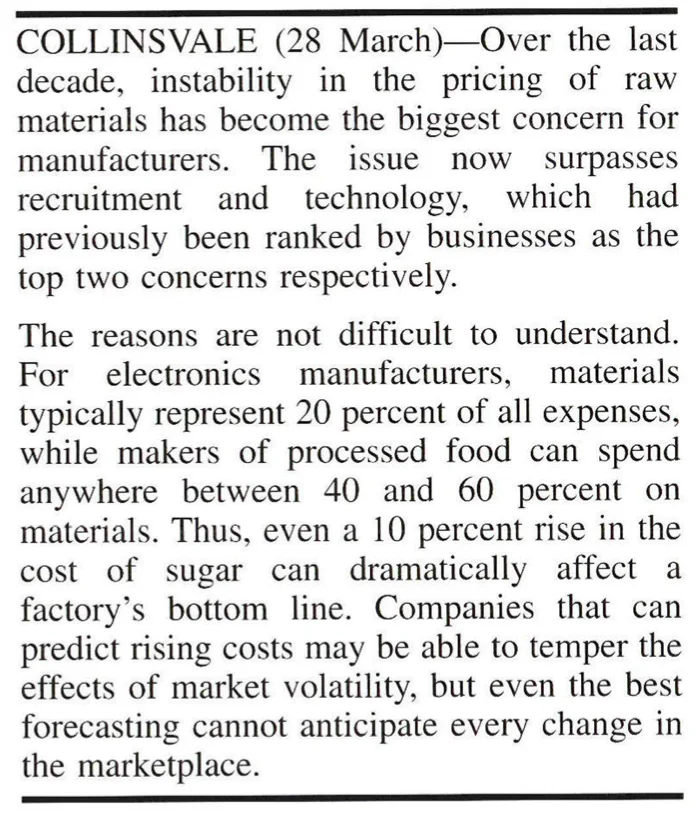 COLLINSVALE (28 March)—Over the last
decade, instability in the pricing of raw
materials has become the biggest concern for
manufacturers. The issue now surpasses
recruitment and technology, which had
previously been ranked by businesses as the
top two concerns respectively.
The reasons are not difficult to understand.
For electronics manufacturers, materials
typically represent 20 percent of all expenses,
while makers of processed food can spend
anywhere between 40 and 60 percent on
materials. Thus, even a 10 percent rise in the
cost of sugar can dramatically affect a
factory's bottom line. Companies that can
predict rising costs may be able to temper the
effects of market volatility, but even the best
forecasting cannot anticipate every change in
the marketplace.